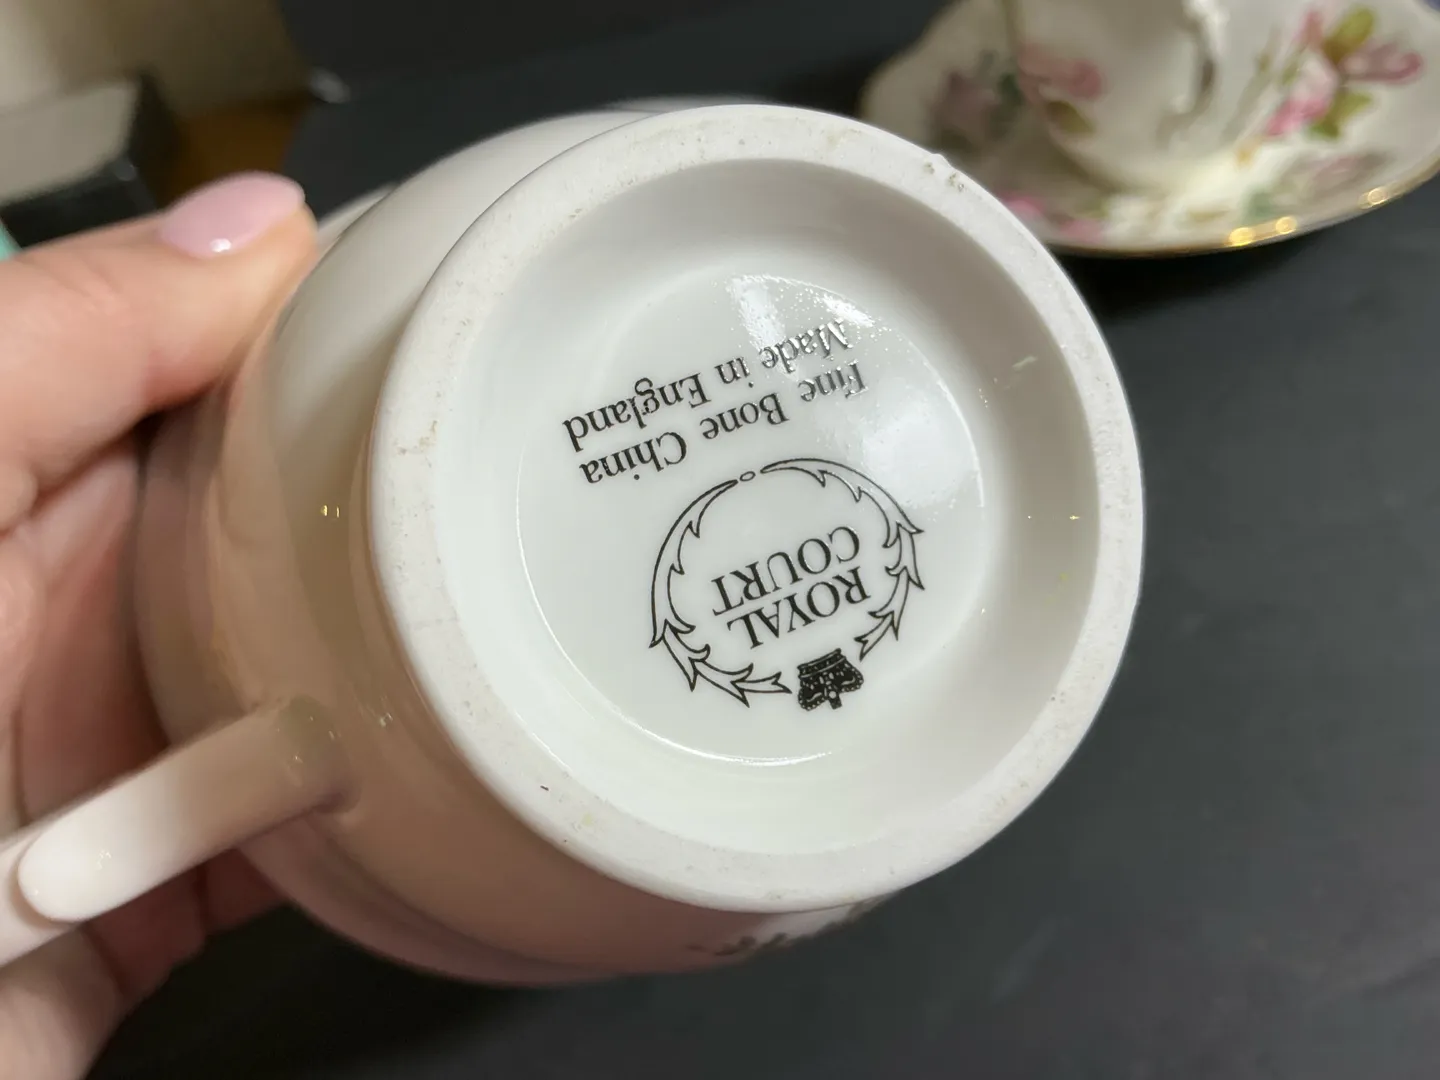 ROYAL
COURT
Fine Bone China
Made in England